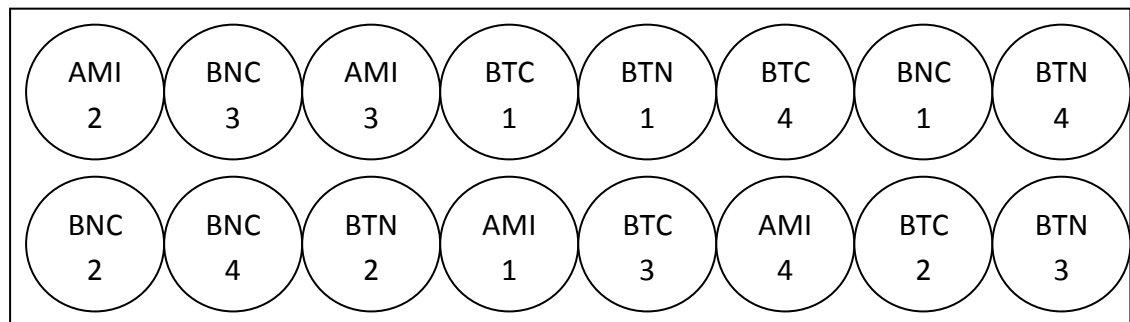 AMI BNC AMI BTC BTN BTC BNC BTN
2 3 3 1 1 4 1 4
BNC BNC BTN AMI BTC AMI BTC BTN
2 4 2 1 3 4 2 3